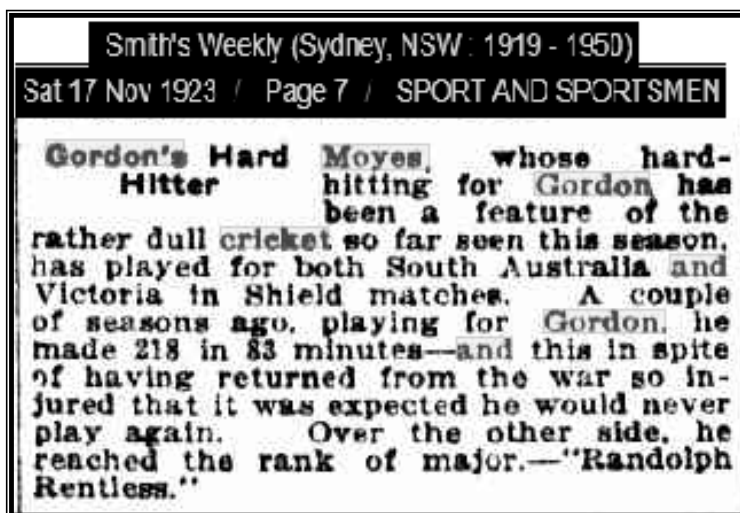 Smith's Weekly (Sydney, NSW : 1919 - 1950)
Sat 17 Nov 1923 / Page 7 / SPORT AND SPORTSMEN
Gordon's Hard Moyes, whose hard-
Hitter hitting for Gordon has
been a feature of the
rather dull cricket so far seen this season,
has played for both South Australia and
Victoria in Shield matches. A couple
of seasons ago, playing for Gordon, he
made 218 in 83 minutes—and this in spite
of having returned from the war so in-
jured that it was expected he would never
play again. Over the other side, he
reached the rank of major.—"Randolph
Rentless."